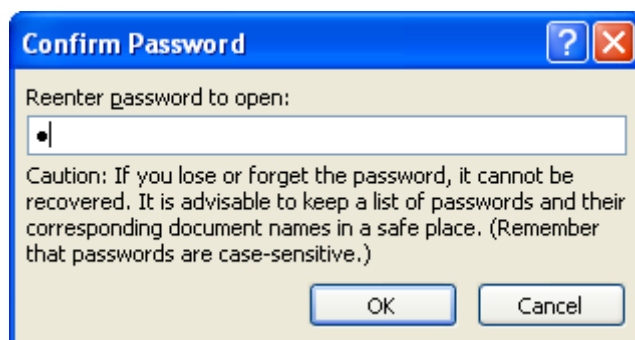 Confirm Password
Reenter password to open:
●
Caution: If you lose or forget the password, it cannot be
recovered. It is advisable to keep a list of passwords and their
corresponding document names in a safe place. (Remember
that passwords are case-sensitive.)
OK Cancel